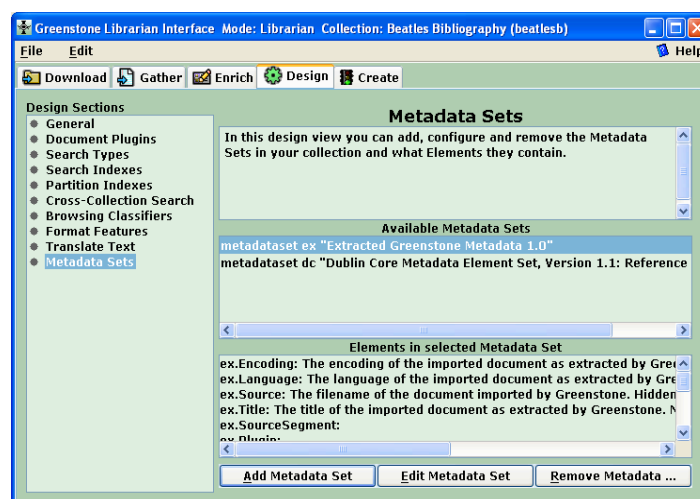 Greenstone Librarian Interface  Mode: Librarian  Collection: Beatles Bibliography (beatlesb)
File Edit Help
Download Gather Enrich Design Create
Design Sections
General
Document Plugins
Search Types
Search Indexes
Partition Indexes
Cross-Collection Search
Browsing Classifiers
Format Features
Translate Text
Metadata Sets
Metadata Sets
In this design view you can add, configure and remove the Metadata
Sets in your collection and what Elements they contain.
Available Metadata Sets
metadataset ex "Extracted Greenstone Metadata 1.0"
metadataset dc "Dublin Core Metadata Element Set, Version 1.1: Reference
Elements in selected Metadata Set
ex.Encoding: The encoding of the imported document as extracted by Gree
ex.Language: The language of the imported document as extracted by Gre
ex.Source: The filename of the document imported by Greenstone. Hidden
ex.Title: The title of the imported document as extracted by Greenstone. N
ex.SourceSegment:
ex.Plugin:
Add Metadata Set Edit Metadata Set Remove Metadata ...